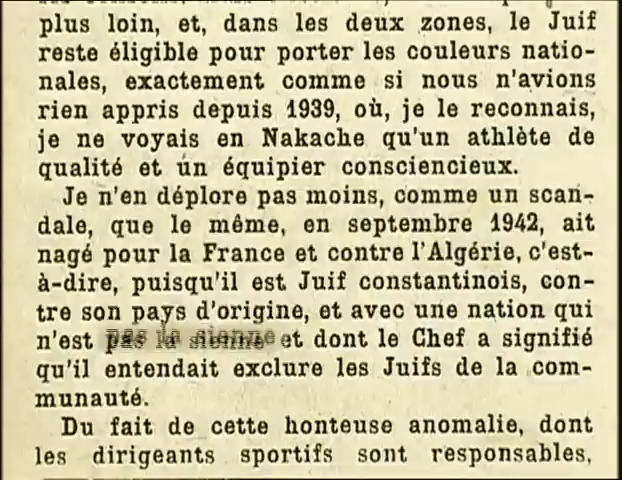 plus loin, et, dans les deux zones, le Juif
reste éligible pour porter les couleurs natio-
nales, exactement comme si nous n'avions
rien appris depuis 1939, où, je le reconnais,
je ne voyais en Nakache qu'un athlète de
qualité et un équipier consciencieux.
Je n'en déplore pas moins, comme un scan-
dale, que le même, en septembre 1942, ait
nagé pour la France et contre l'Algérie, c'est-
à-dire, puisqu'il est Juif constantinois, con-
tre son pays d'origine, et avec une nation qui
n'est pas la sienne et dont le Chef a signifié
qu'il entendait exclure les Juifs de la com-
munauté.
Du fait de cette honteuse anomalie, dont
les dirigeants sportifs sont responsables,